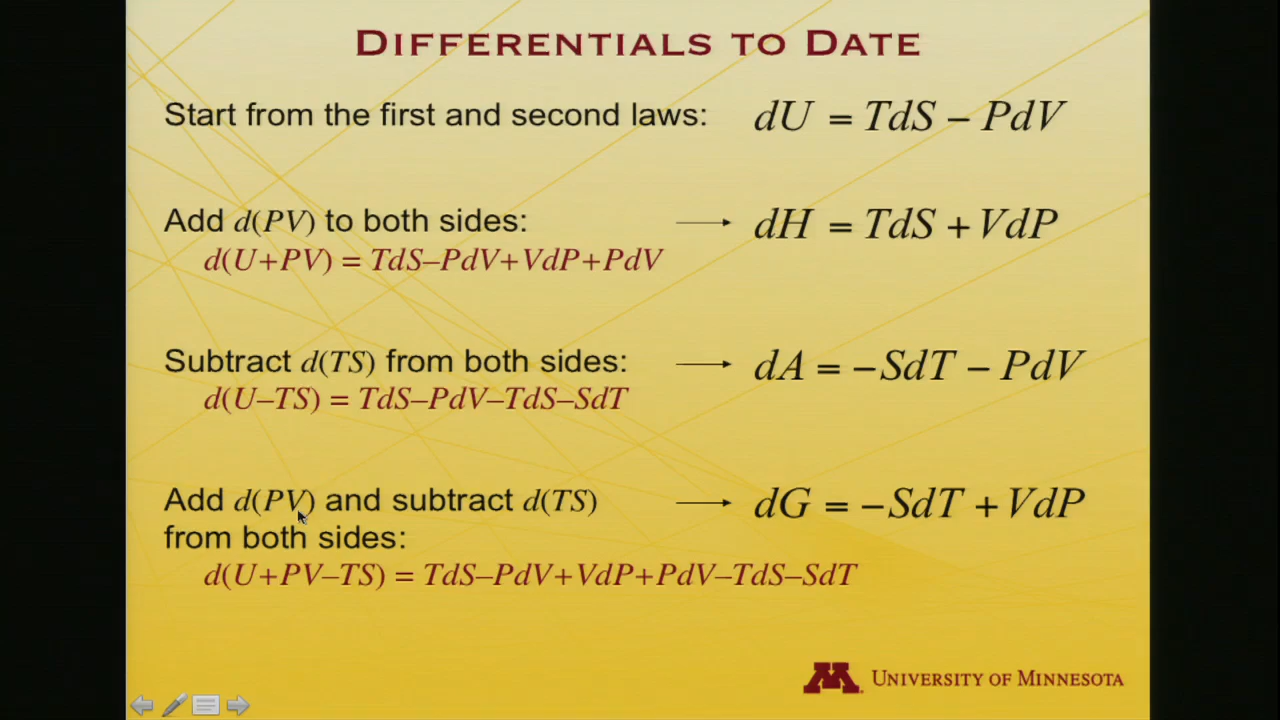 DIFFERENTIALS TO DATE
Start from the first and second laws: dU = TdS – PdV
Add d(PV) to both sides: dH = TdS + VdP
d(U+PV) = TdS–PdV+VdP+PdV
Subtract d(TS) from both sides: dA = –SdT – PdV
d(U–TS) = TdS–PdV–TdS–SdT
Add d(PV) and subtract d(TS) dG = –SdT + VdP
from both sides:
d(U+PV–TS) = TdS–PdV+VdP+PdV–TdS–SdT
M UNIVERSITY OF MINNESOTA